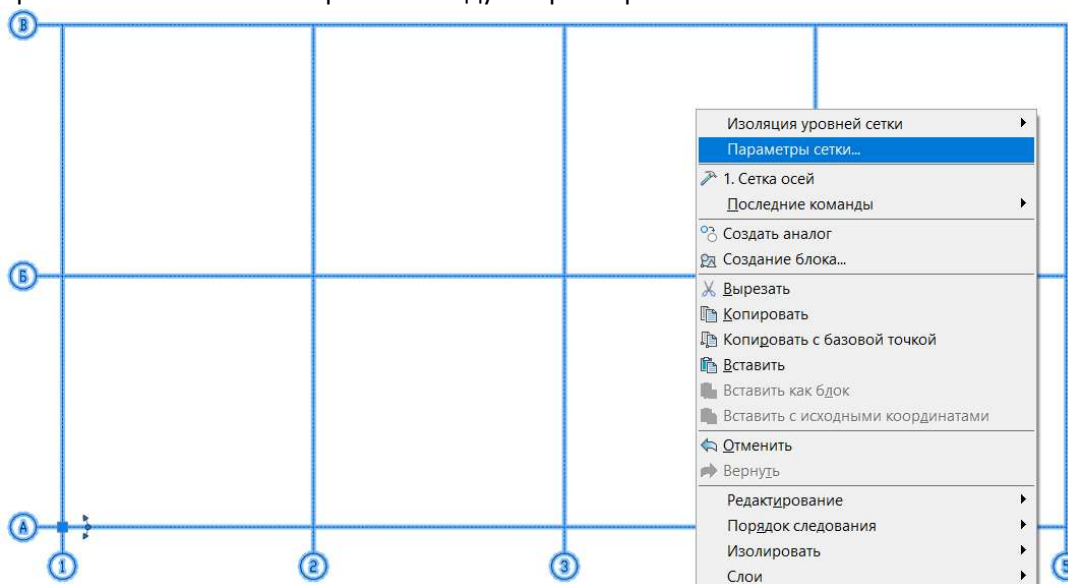 В
Изоляция уровней сетки
Параметры сетки...
1. Сетка осей
Последние команды
Создать аналог
Создание блока...
Б
Вырезать
Копировать
Копировать с базовой точкой
Вставить
Вставить как блок
Вставить с исходными координатами
Отменить
Вернуть
Редактирование
А
Порядок следования
Изолировать
1
2
3
5
Слои